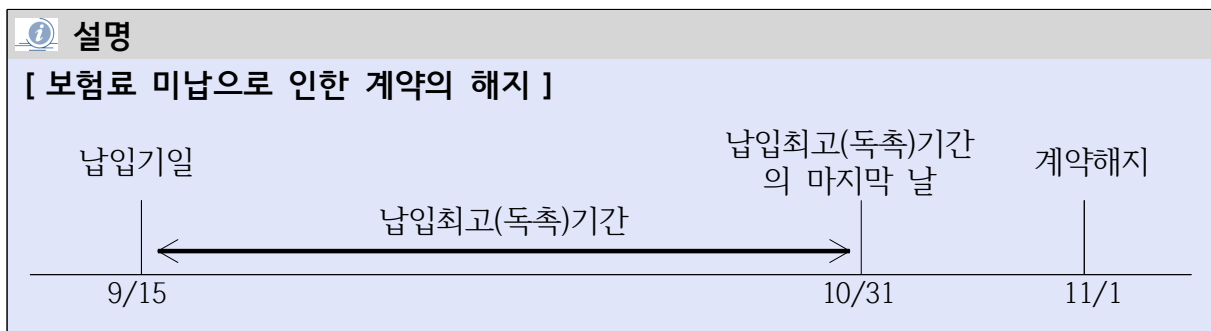 설명
[ 보험료 미납으로 인한 계약의 해지 ]
납입기일
납입최고(독촉)기간
의 마지막 날
계약해지
납입최고(독촉)기간
9/15
10/31
11/1